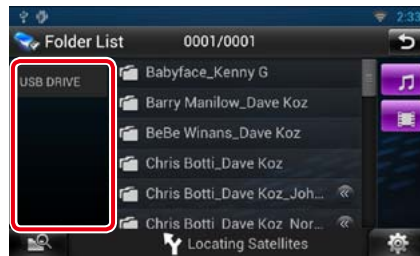 2:33
Folder List 0001/0001
USB DRIVE
Babyface_Kenny G
Barry Manilow_Dave Koz
BeBe Winans_Dave Koz
Chris Botti_Dave Koz
Chris Botti_Dave Koz_Joh...
Chris Botti_Dave Koz_Nor...
Locating Satellites